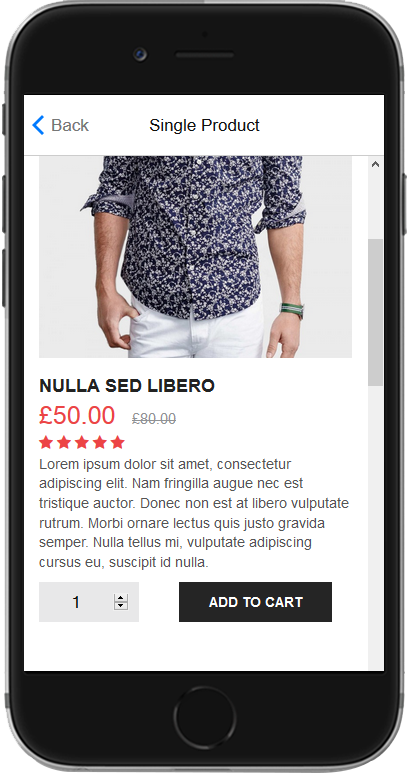 Back Single Product
NULLA SED LIBERO
£50.00 £80.00
Lorem ipsum dolor sit amet, consectetur
adipiscing elit. Nam fringilla augue nec est
tristique auctor. Donec non est at libero vulputate
rutrum. Morbi ornare lectus quis justo gravida
semper. Nulla tellus mi, vulputate adipiscing
cursus eu, suscipit id nulla.
1 ADD TO CART